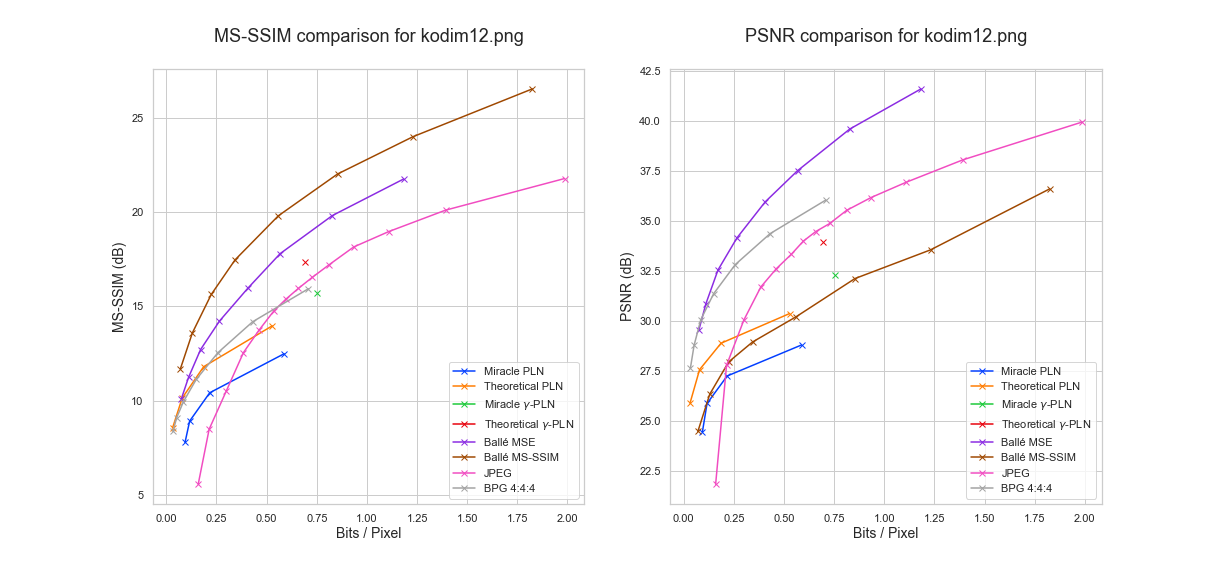 MS-SSIM comparison for kodim12.png
MS-SSIM (dB)
25
20
15
10
5
0.00 0.25 0.50 0.75 1.00 1.25 1.50 1.75 2.00
Bits / Pixel
Miracle PLN
Theoretical PLN
Miracle γ-PLN
Theoretical γ-PLN
Ballé MSE
Ballé MS-SSIM
JPEG
BPG 4:4:4
PSNR comparison for kodim12.png
PSNR (dB)
42.5
40.0
37.5
35.0
32.5
30.0
27.5
25.0
22.5
0.00 0.25 0.50 0.75 1.00 1.25 1.50 1.75 2.00
Bits / Pixel
Miracle PLN
Theoretical PLN
Miracle γ-PLN
Theoretical γ-PLN
Ballé MSE
Ballé MS-SSIM
JPEG
BPG 4:4:4